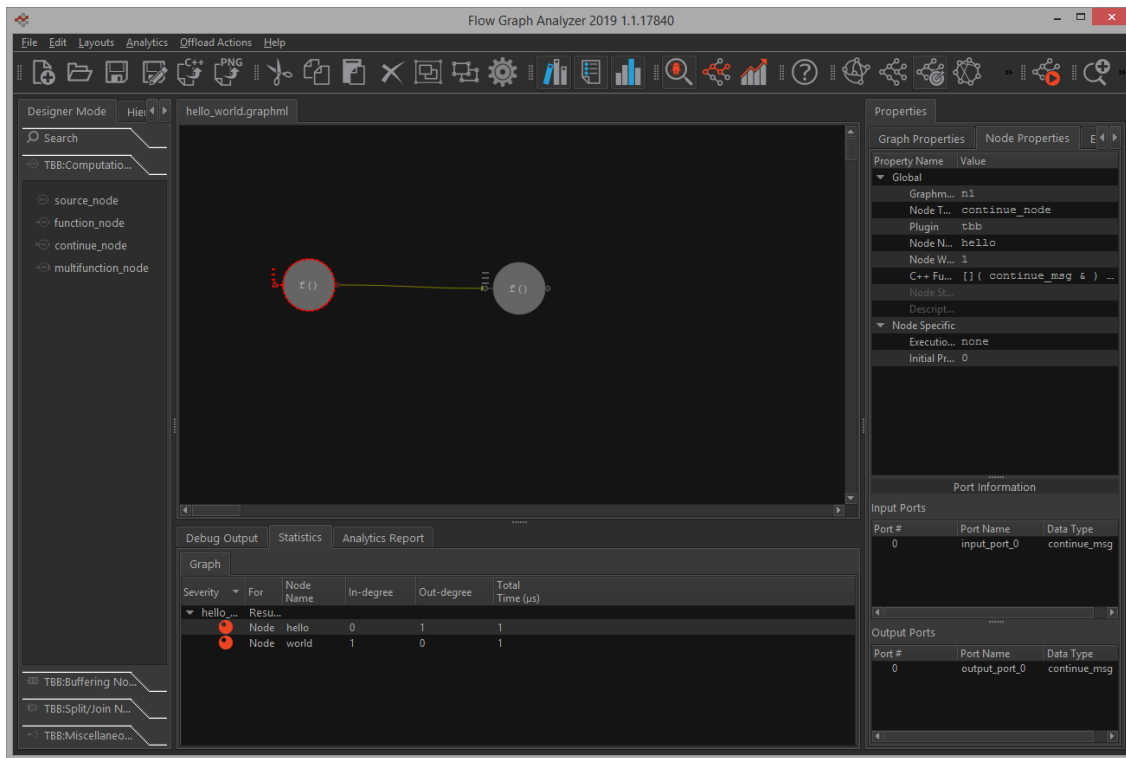 Flow Graph Analyzer 2019 1.1.17840
File Edit Layouts Analytics Offload Actions Help
C++ PNG
Designer Mode Hie
hello_world.graphml
Properties
Search
Graph Properties Node Properties E
TBB:Computatio...
Property Name Value
Global
source_node
Graphm... n1
function_node
Node T... continue_node
Plugin tbb
continue_node
Node N... hello
multifunction_node
Node W... 1
C++ Fu... []( continue_msg & ) ...
f() f()
Node St...
Descript...
Node Specific
Executio... none
Initial Pr... 0
Port Information
Input Ports
Port # Port Name Data Type
0 input_port_0 continue_msg
Debug Output Statistics Analytics Report
Graph
Severity For Node Name In-degree Out-degree Total Time (µs)
hello_... Resu...
Node hello 0 1 1
Node world 1 0 1
Output Ports
Port # Port Name Data Type
0 output_port_0 continue_msg
TBB:Buffering No...
TBB:Split/Join N...
TBB:Miscellaneo...